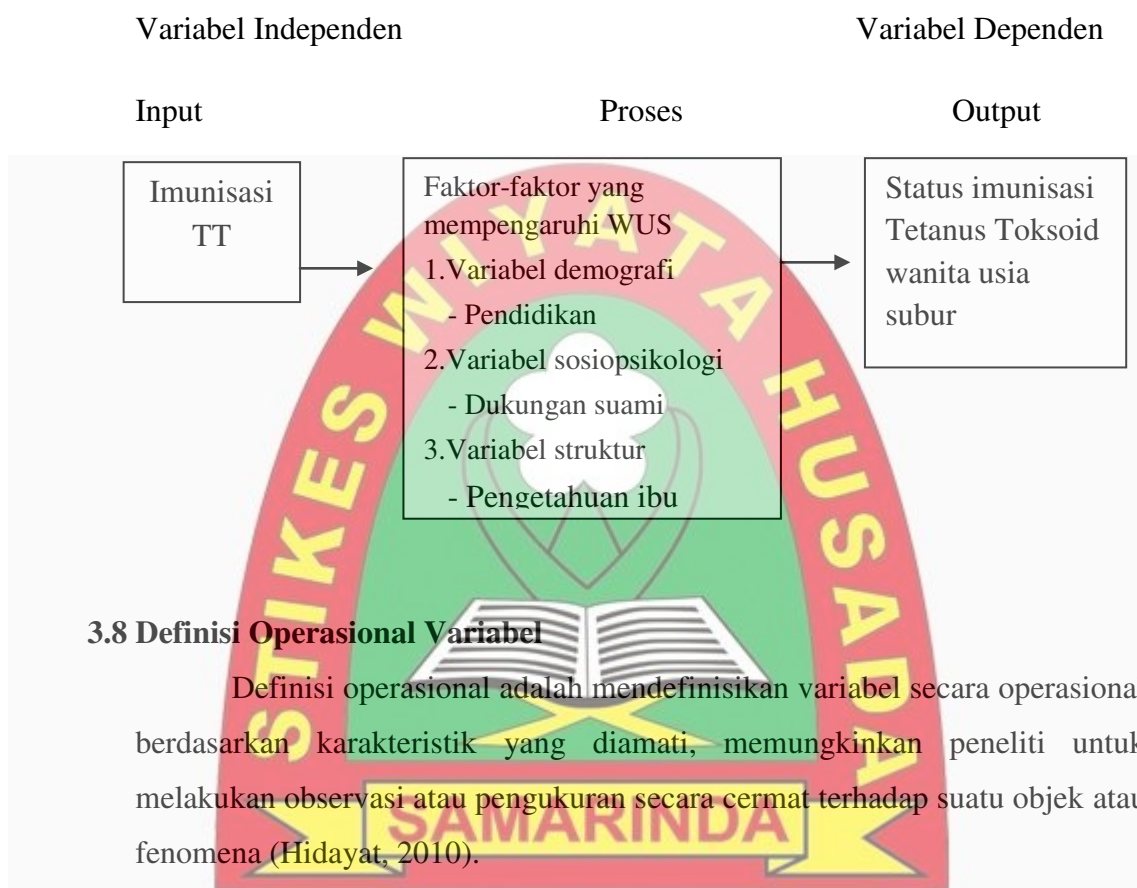 Variabel Independen Variabel Dependen
Input Proses Output
Imunisasi
TT
Faktor-faktor yang
mempengaruhi WUS
1.Variabel demografi
- Pendidikan
2.Variabel sosiopsikologi
- Dukungan suami
3.Variabel struktur
- Pengetahuan ibu
Status imunisasi
Tetanus Toksoid
wanita usia
subur
3.8 Definisi Operasional Variabel
Definisi operasional adalah mendefinisikan variabel secara operasiona
berdasarkan karakteristik yang diamati, memungkinkan peneliti untuk
melakukan observasi atau pengukuran secara cermat terhadap suatu objek atau
fenomena (Hidayat, 2010).
STIKES WIYATA HUSADA
SAMARINDA